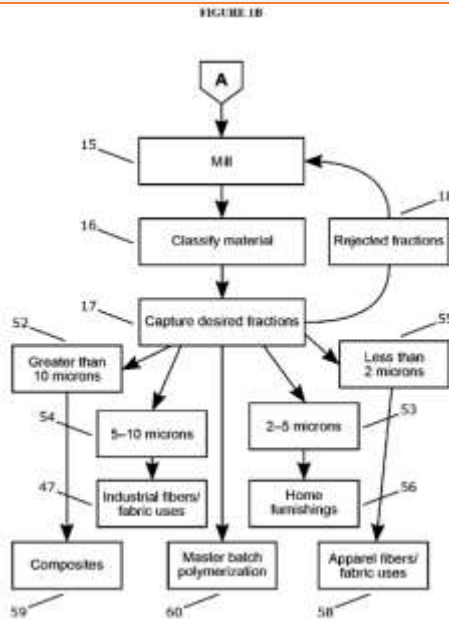 FIGURE 1B
A
15
Mill
16
Classify material
18
Rejected fractions
17
Capture desired fractions
52
Greater than
10 microns
55
Less than
2 microns
54
5–10 microns
53
2–5 microns
47
Industrial fibers/
fabric uses
56
Home
furnishings
Composites
59
Master batch
polymerization
60
Apparel fibers/
fabric uses
58